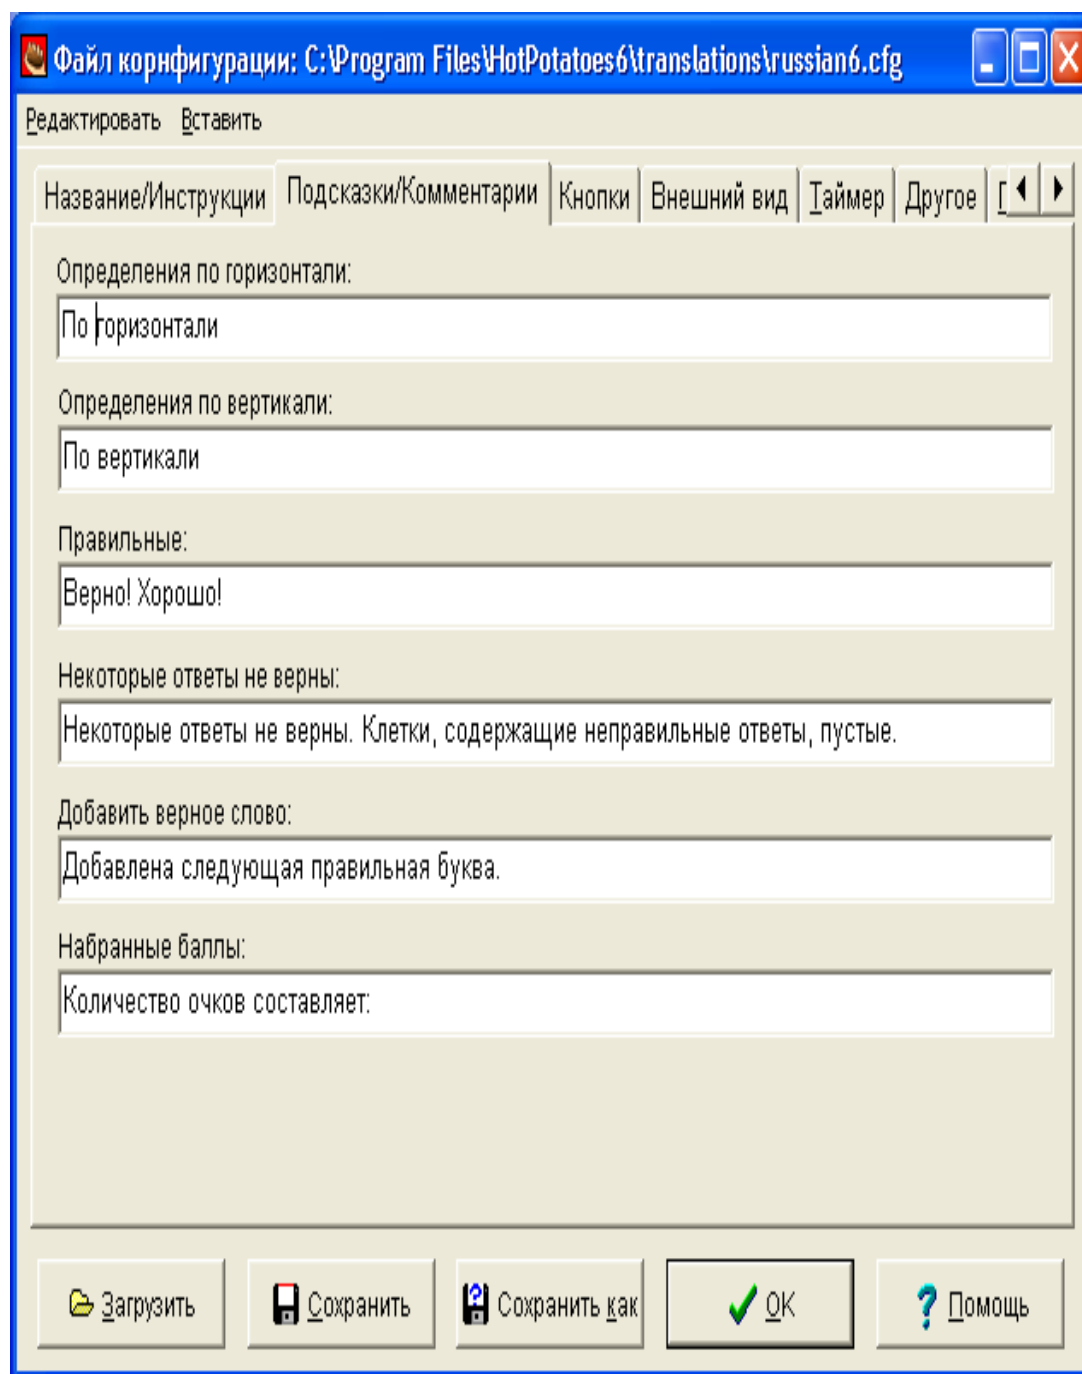 Файл корнфигурации: C:\Program Files\HotPotatoes6\translations\russian6.cfg
Редактировать Вставить
Название/Инструкции Подсказки/Комментарии Кнопки Внешний вид Таймер Другое
Определения по горизонтали:
По горизонтали
Определения по вертикали:
По вертикали
Правильные:
Верно! Хорошо!
Некоторые ответы не верны:
Некоторые ответы не верны. Клетки, содержащие неправильные ответы, пустые.
Добавить верное слово:
Добавлена следующая правильная буква.
Набранные баллы:
Количество очков составляет:
Загрузить Сохранить Сохранить как OK Помощь